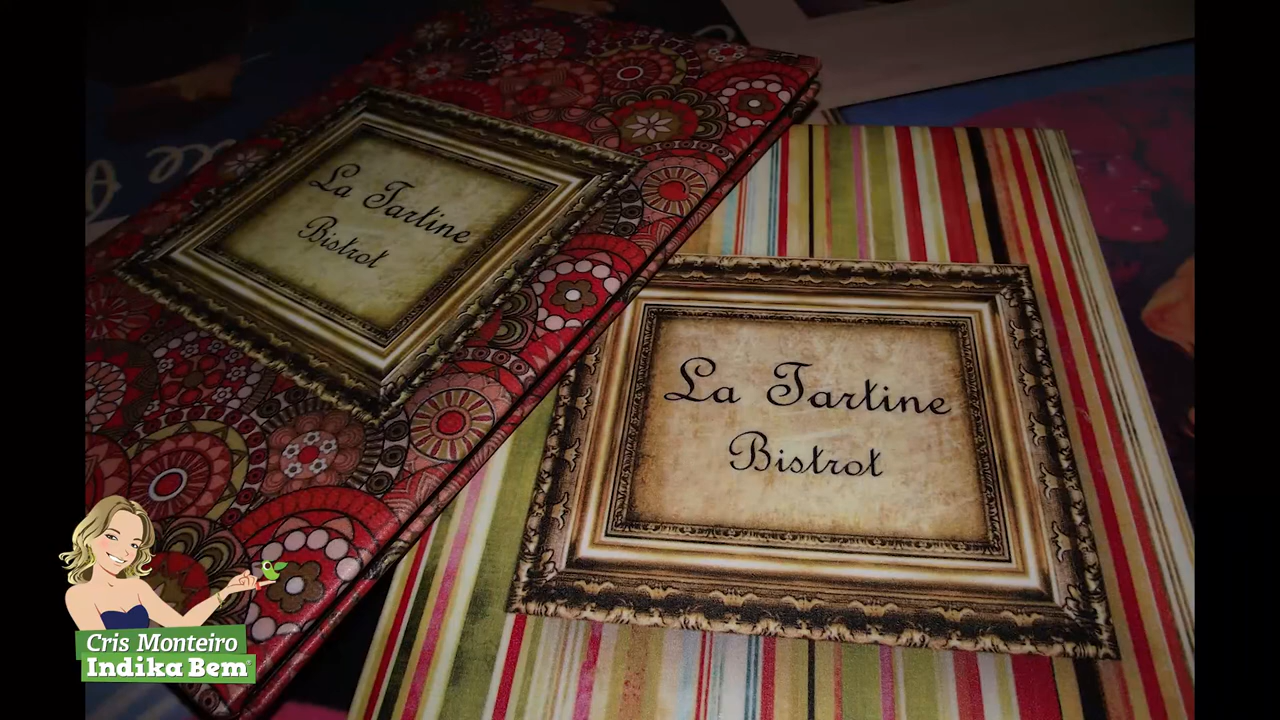 La Tartine
Bistrot
La Tartine
Bistrot
Cris Monteiro
Indika Bem